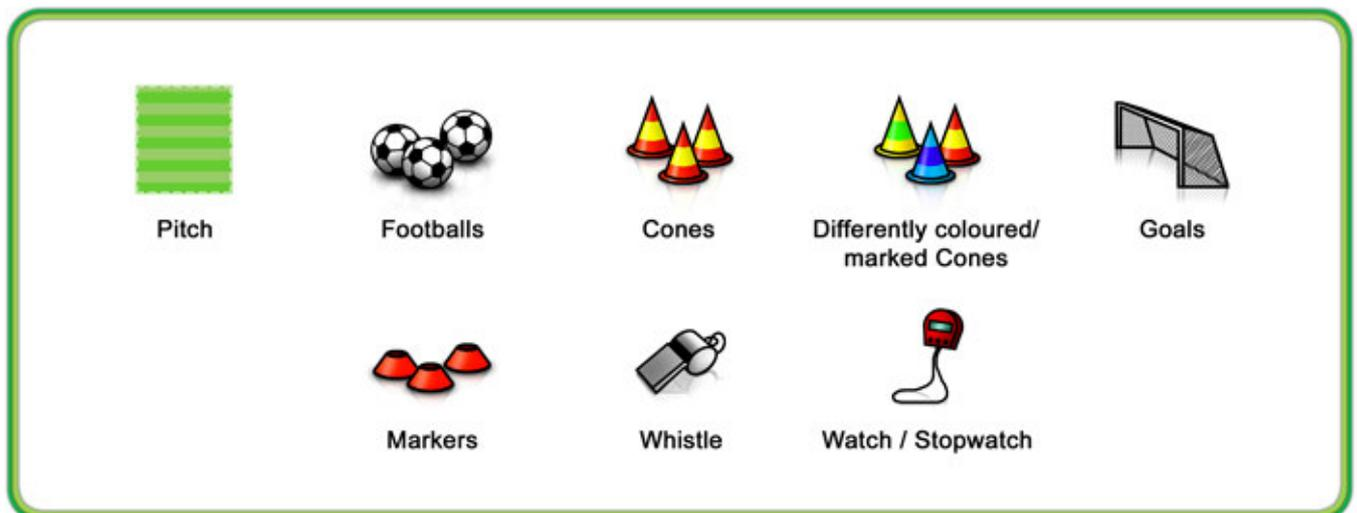 Pitch
Footballs
Cones
Differently coloured/
marked Cones
Goals
Markers
Whistle
Watch / Stopwatch